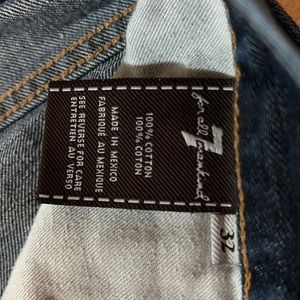 7
for all mankind
32
100% COTTON
100% COTON
MADE IN MEXICO
FABRIQUÉ AU MEXIQUE
SEE REVERSE FOR CARE
ENTRETIEN AU VERSO